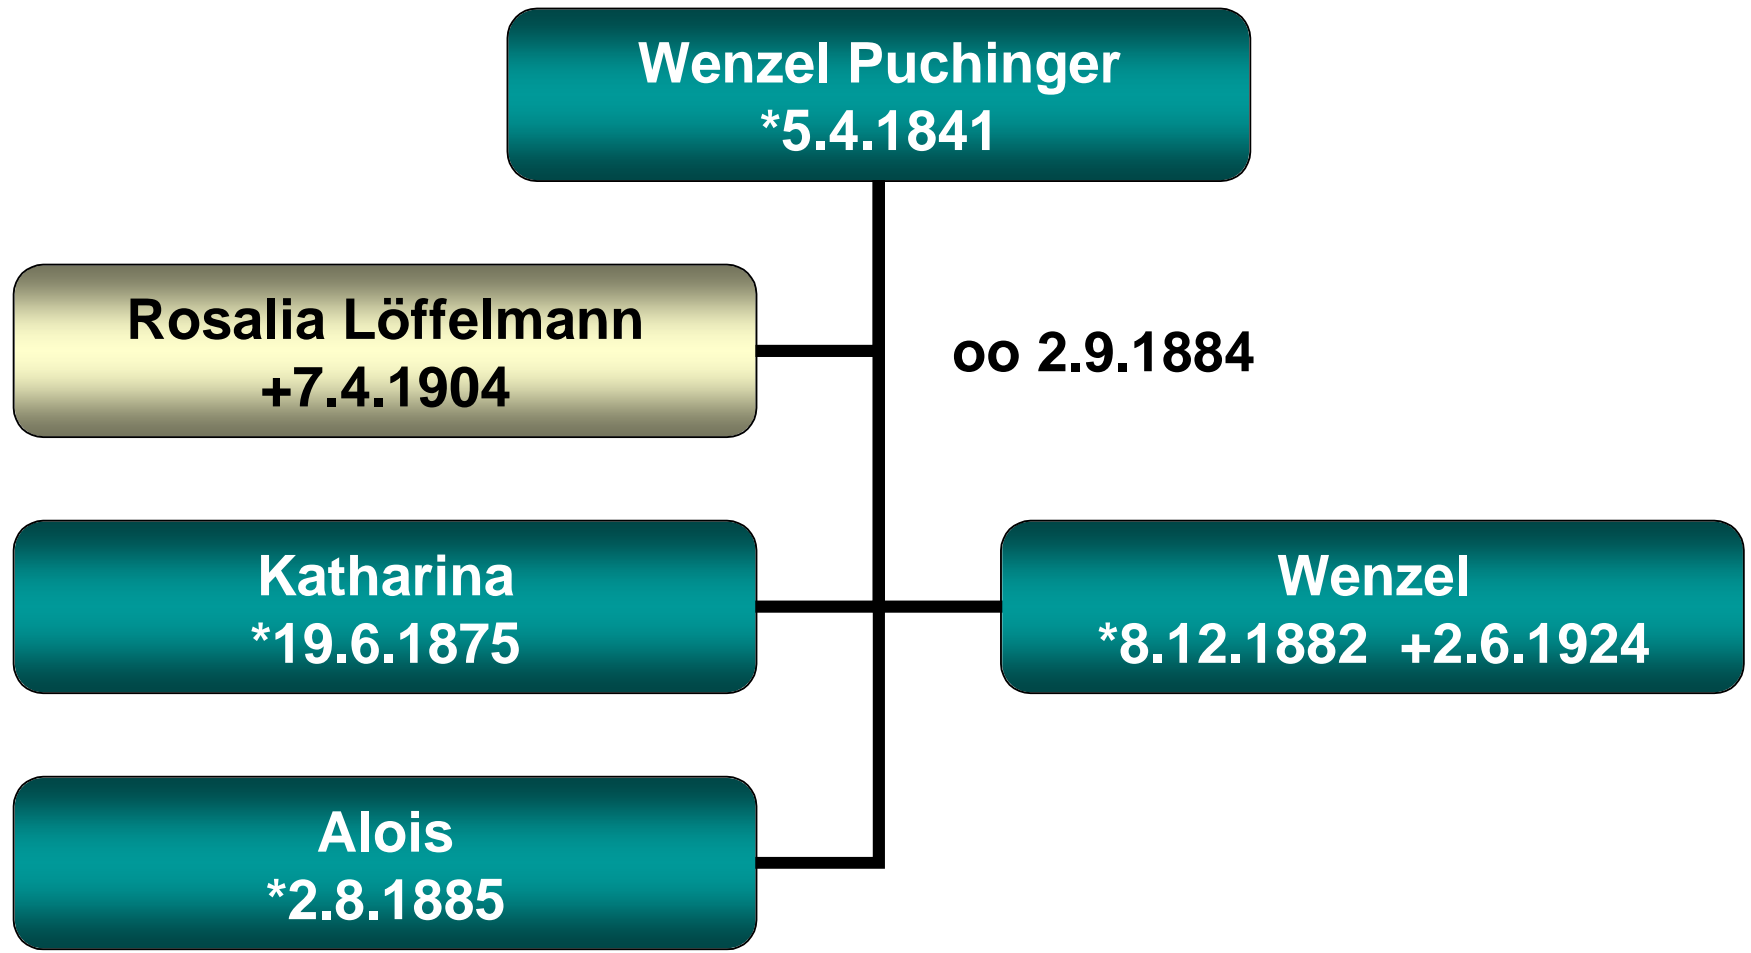 Wenzel Puchinger
*5.4.1841
Rosalia Löffelmann
+7.4.1904
oo 2.9.1884
Katharina
*19.6.1875
Wenzel
*8.12.1882 +2.6.1924
Alois
*2.8.1885